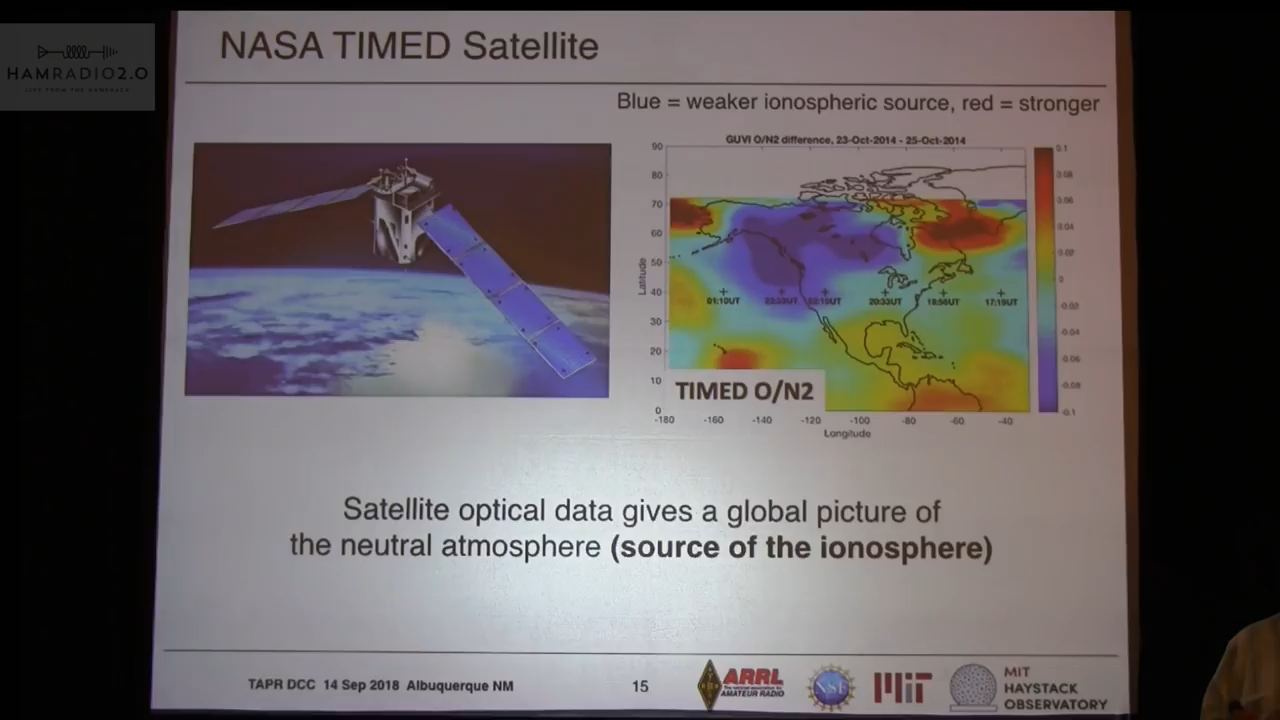 HAMRADIO2.0
LIVE FROM THE HAMSHACK
NASA TIMED Satellite
Blue = weaker ionospheric source, red = stronger
GUVI O/N2 difference, 23-Oct-2014 - 25-Oct-2014
90
80
70
60
50
40
30
20
10
0
Latitude
01:10UT
20:33UT
18:56UT
17:19UT
TIMED O/N2
-180
-160
-140
-120
-100
-80
-60
-40
Longitude
0.1
0.08
0.06
0.04
0.02
0
-0.02
-0.04
-0.06
-0.08
-0.1
Satellite optical data gives a global picture of
the neutral atmosphere (source of the ionosphere)
TAPR DCC 14 Sep 2018 Albuquerque NM
15
ARRL
The national association for
AMATEUR RADIO
NSF
MIT
MIT
HAYSTACK
OBSERVATORY